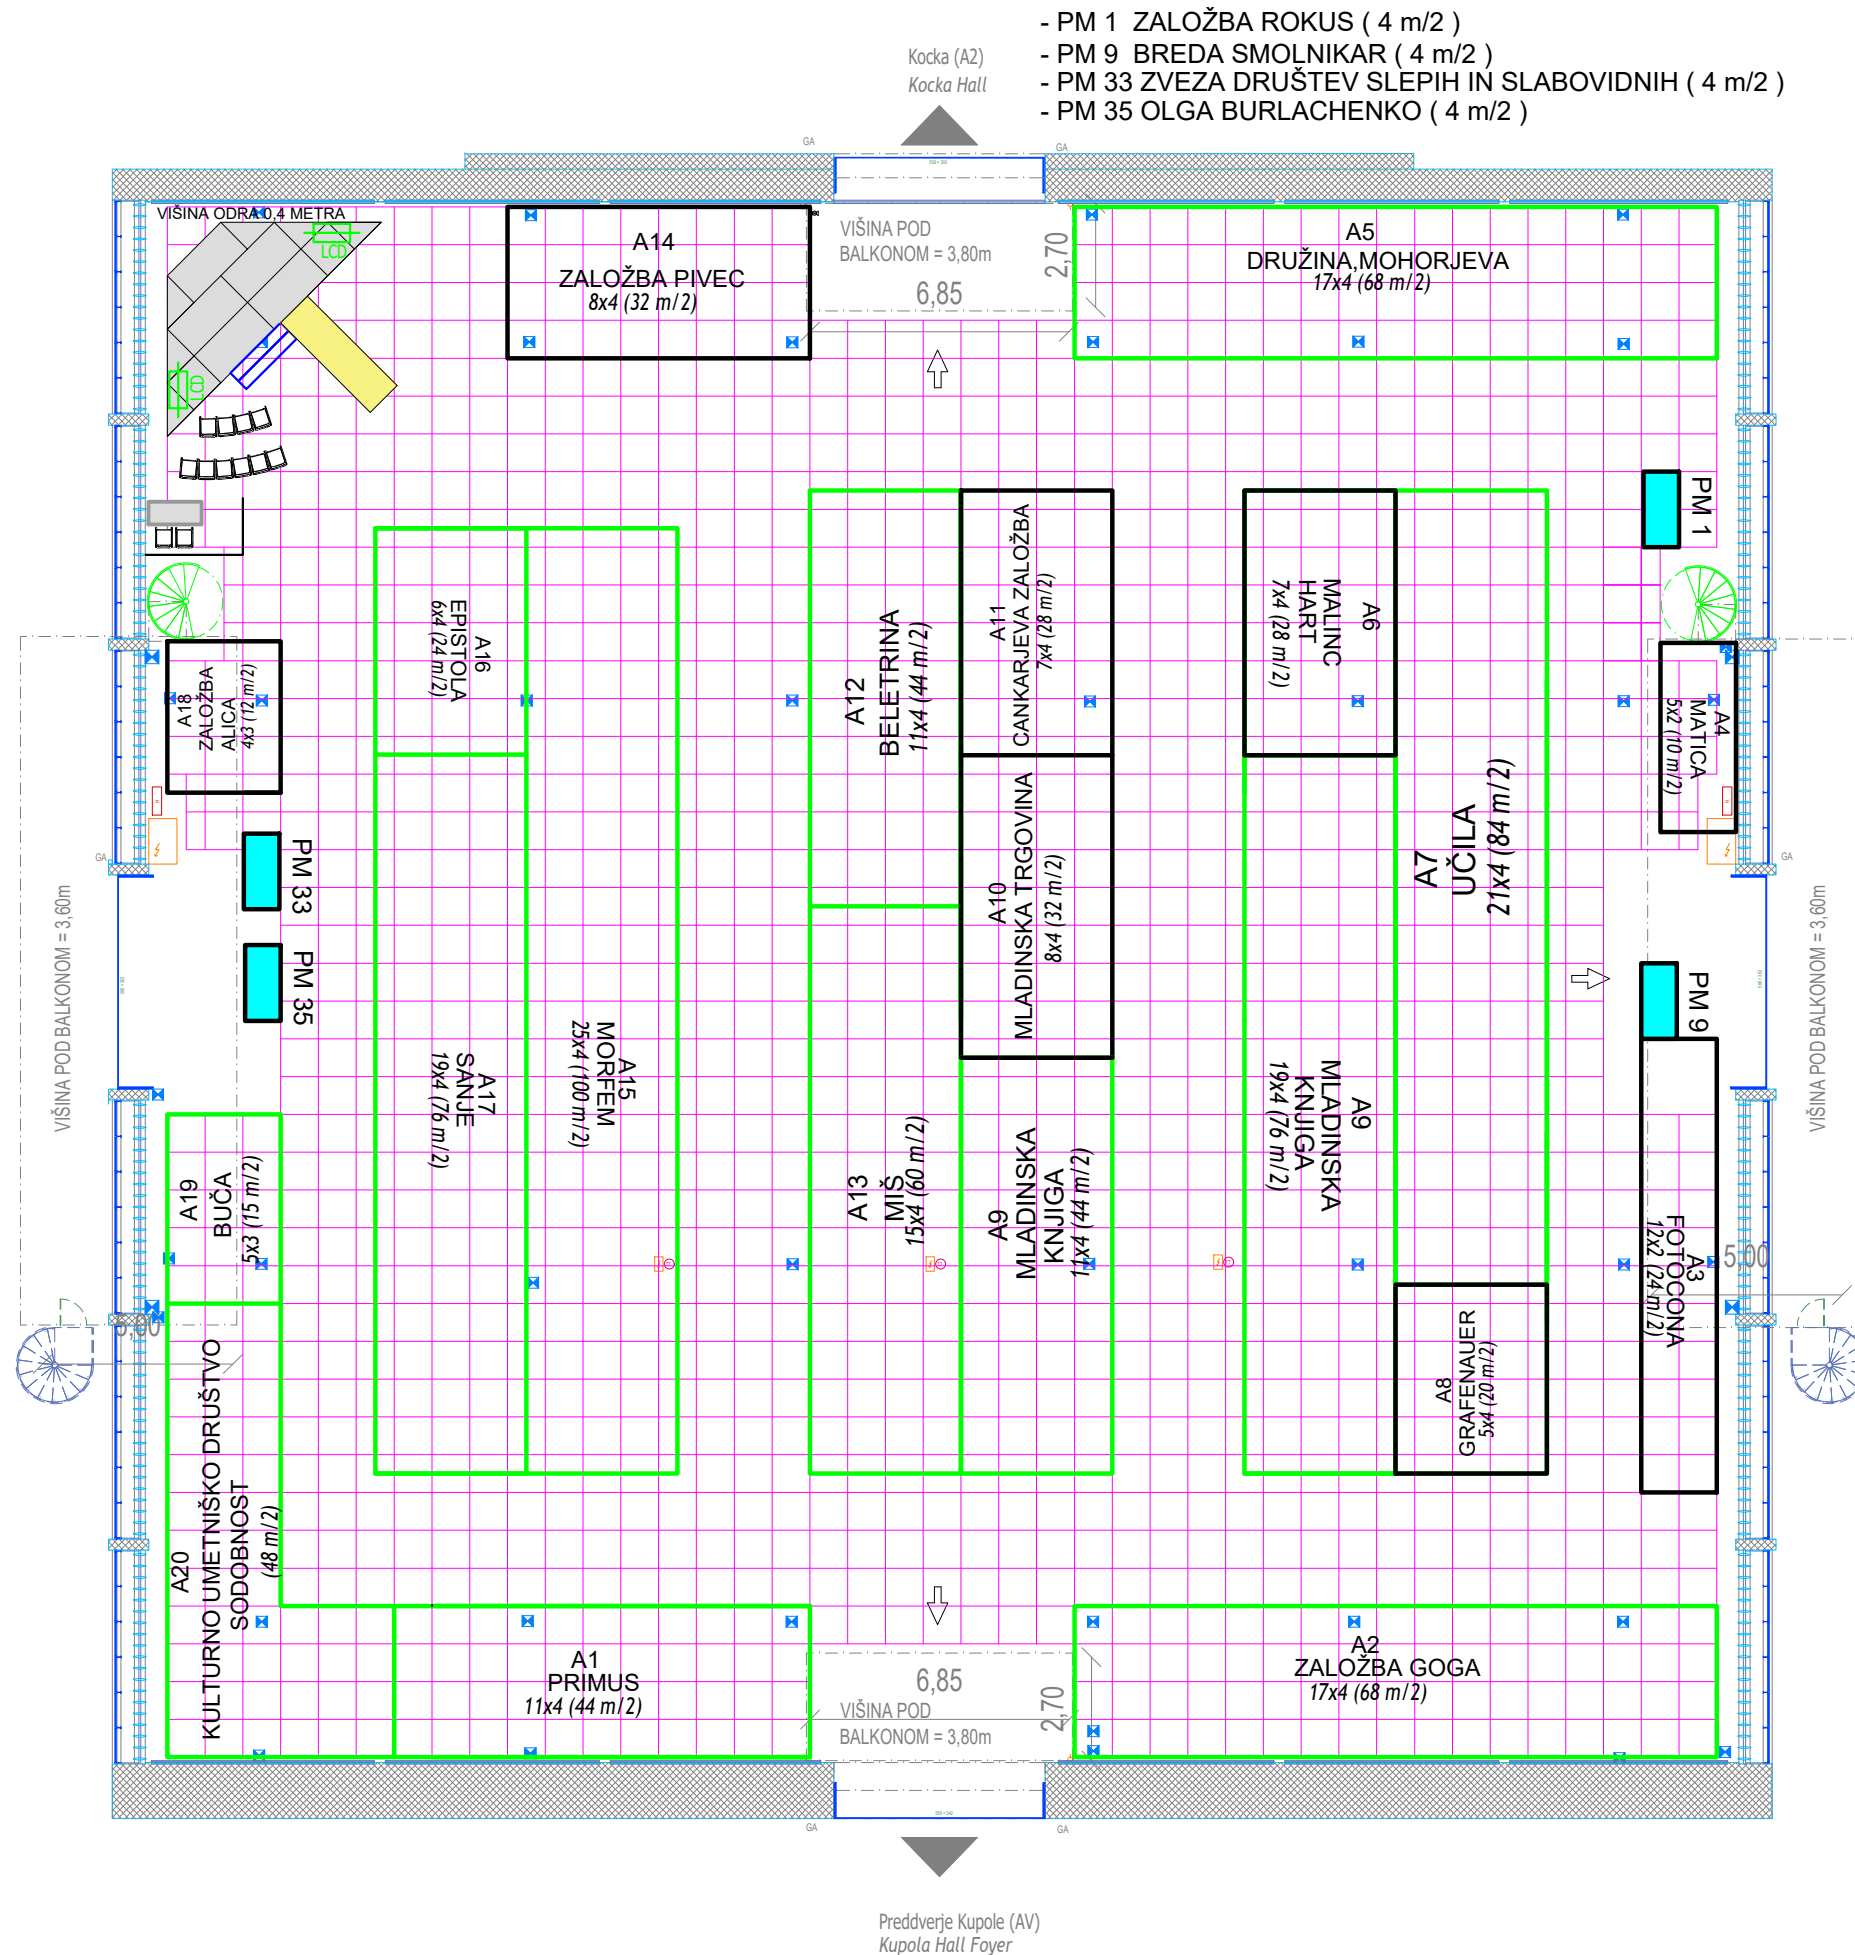 - PM 1 ZALOŽBA ROKUS ( 4 m/2 )
- PM 9 BREDA SMOLNIKAR ( 4 m/2 )
- PM 33 ZVEZA DRUŠTEV SLEPIH IN SLABOVIDNIH ( 4 m/2 )
- PM 35 OLGA BURLACHENKO ( 4 m/2 )
Kocka (A2)
Kocka Hall
GA
GA
VIŠINA ODRA 0,4 METRA
LCD
LCD
A14
ZALOŽBA PIVEC
8x4 (32 m/2)
VIŠINA POD
BALKONOM = 3,80m
6,85
2,70
A5
DRUŽINA,MOHORJEVA
17x4 (68 m/2)
PM 1
A16
EPISTOLA
6x4 (24 m/2)
A12
BELETRINA
11x4 (44 m/2)
A11
CANKARJEVA ZALOŽBA
7x4 (28 m/2)
A6
MALINC
HART
7x4 (28 m/2)
A18
ZALOŽBA
ALICA
4x3 (12 m/2)
A4
MATICA
5x2 (10 m/2)
A10
MLADINSKA TRGOVINA
8x4 (32 m/2)
A7
UČILA
21x4 (84 m/2)
GA
GA
PM 33
PM 35
PM 9
VIŠINA POD BALKONOM = 3,60m
VIŠINA POD BALKONOM = 3,60m
A17
SANJE
19x4 (76 m/2)
A15
MORFEM
25x4 (100 m/2)
A13
MIŠ
15x4 (60 m/2)
A9
MLADINSKA
KNJIGA
11x4 (44 m/2)
A9
MLADINSKA
KNJIGA
19x4 (76 m/2)
A19
BUČA
5x3 (15 m/2)
A3
FOTOCONA
12x2 (24 m/2)
5,00
5,00
A8
GRAFENAUER
5x4 (20 m/2)
A20
KULTURNO UMETNIŠKO DRUŠTVO
SODOBNOST
(48 m/2)
A1
PRIMUS
11x4 (44 m/2)
6,85
VIŠINA POD
BALKONOM = 3,80m
2,70
A2
ZALOŽBA GOGA
17x4 (68 m/2)
GA
GA
Preddverje Kupole (AV)
Kupola Hall Foyer